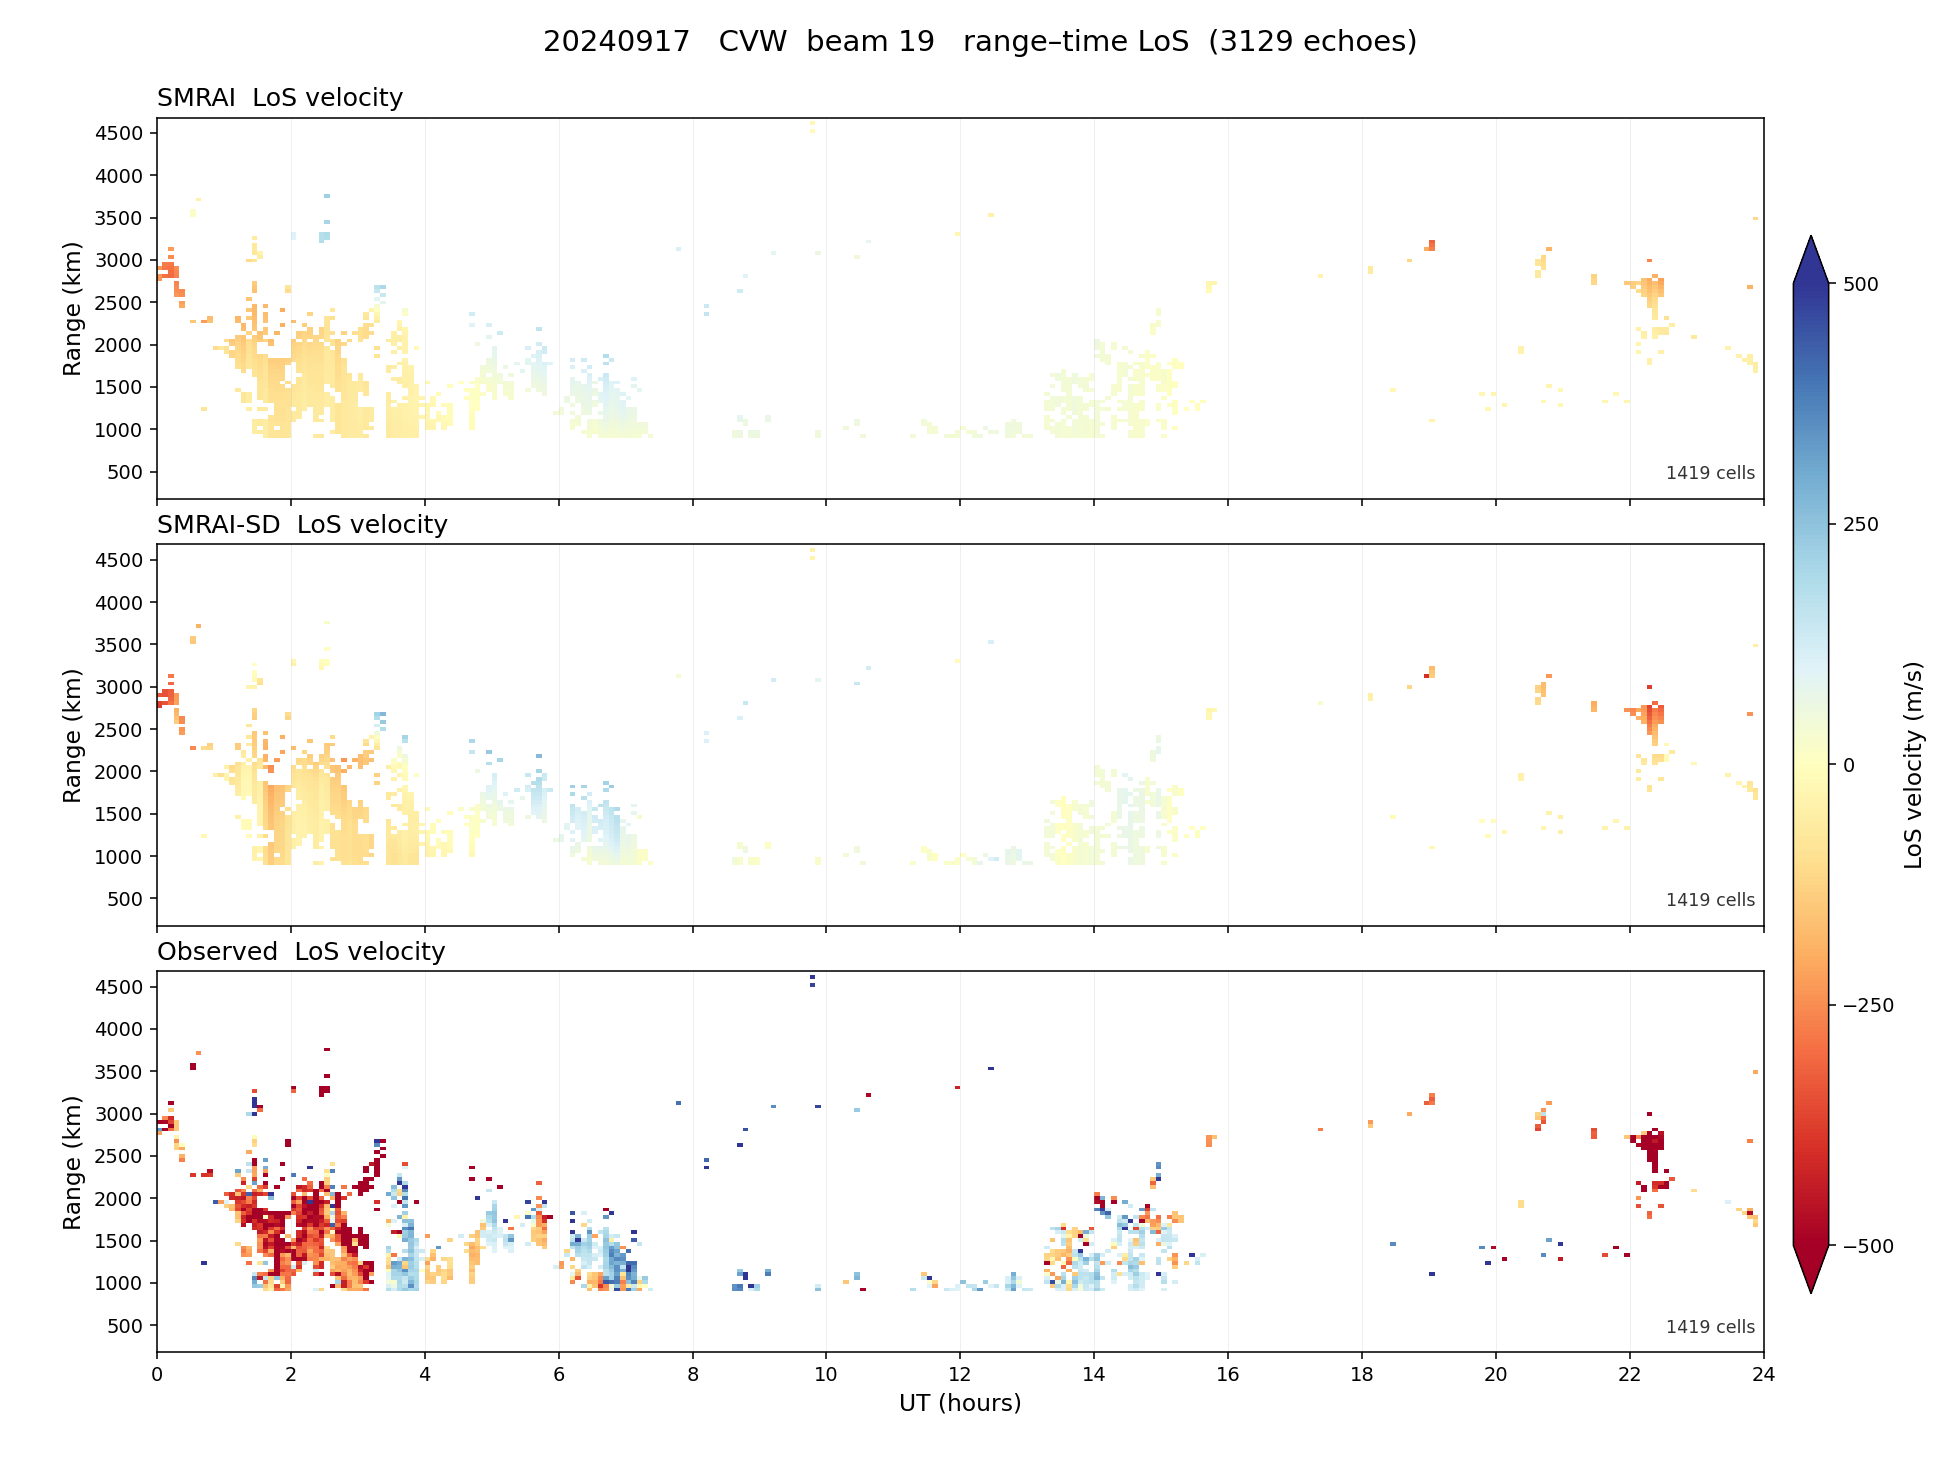 20240917 CVW beam 19 range–time LoS (3129 echoes)
SMRAI LoS velocity
4500
4000
3500
3000
2500
2000
1500
1000
500
Range (km)
1419 cells
SMRAI-SD LoS velocity
4500
4000
3500
3000
2500
2000
1500
1000
500
Range (km)
1419 cells
Observed LoS velocity
4500
4000
3500
3000
2500
2000
1500
1000
500
Range (km)
1419 cells
0 2 4 6 8 10 12 14 16 18 20 22 24
UT (hours)
500
250
0
−250
−500
LoS velocity (m/s)